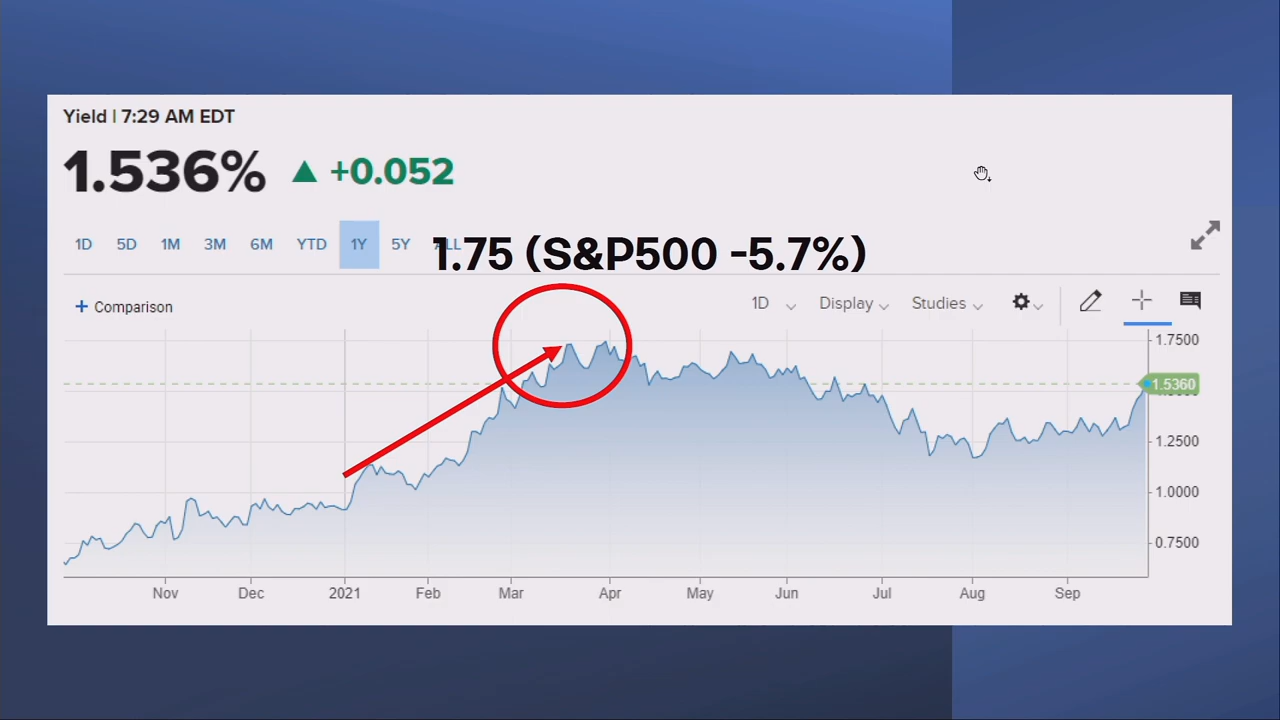 Yield | 7:29 AM EDT
1.536% ▲ +0.052
1D 5D 1M 3M 6M YTD 1Y 5Y ALL
1.75 (S&P500 -5.7%)
+ Comparison 1D Display Studies
1.7500
1.5360
1.2500
1.0000
0.7500
Nov Dec 2021 Feb Mar Apr May Jun Jul Aug Sep